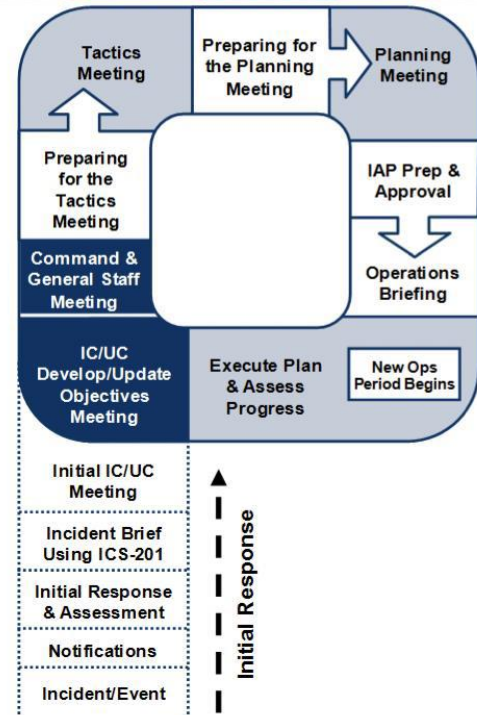 Tactics
Meeting
Preparing for
the Planning
Meeting
Planning
Meeting
Preparing
for the
Tactics
Meeting
IAP Prep &
Approval
Command &
General Staff
Meeting
Operations
Briefing
IC/UC
Develop/Update
Objectives
Meeting
Execute Plan
& Assess
Progress
New Ops
Period Begins
Initial IC/UC
Meeting
Incident Brief
Using ICS-201
Initial Response
& Assessment
Notifications
Incident/Event
Initial Response